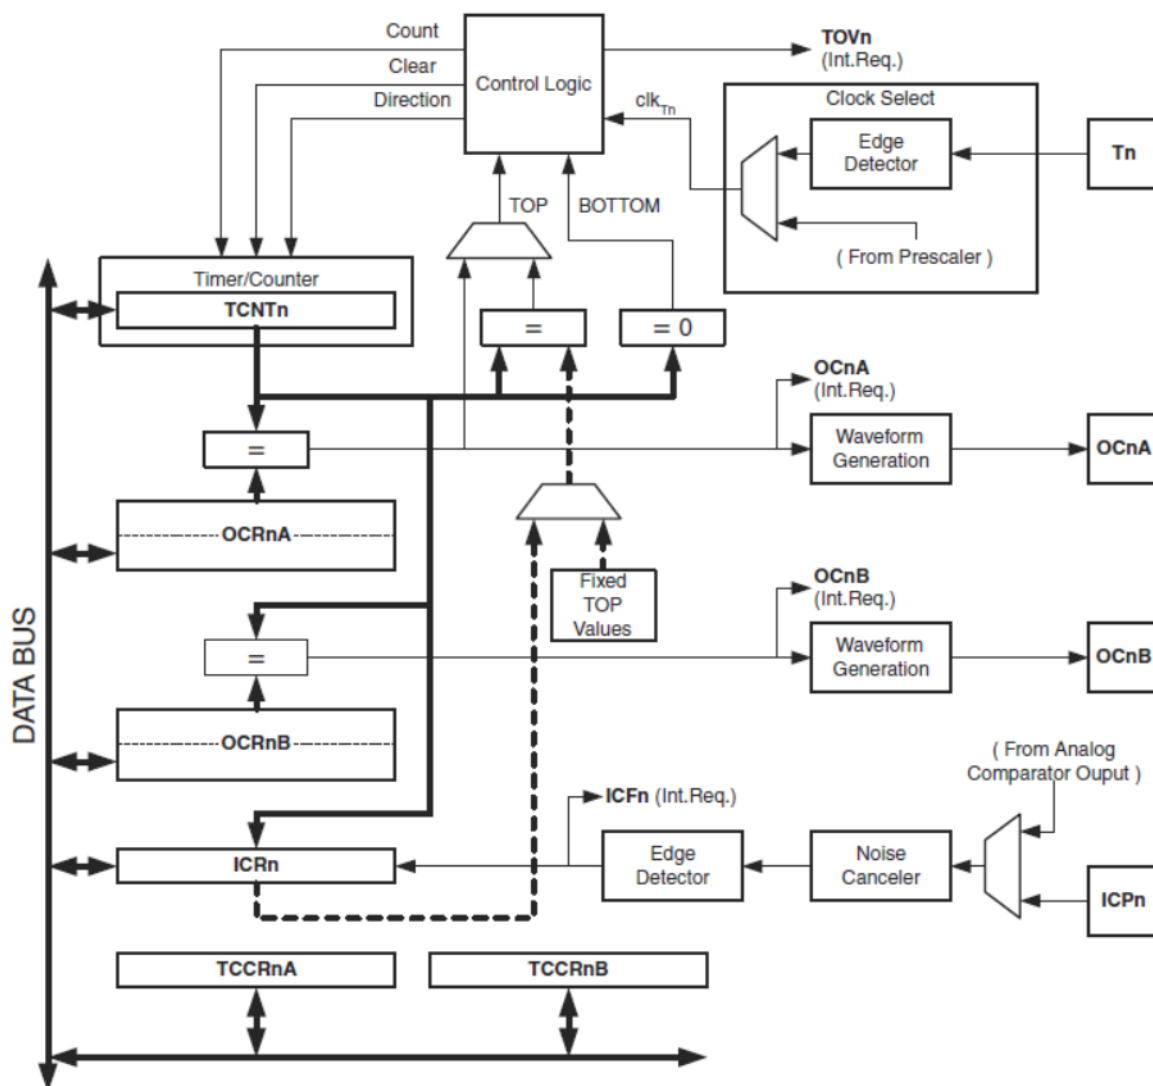 Count
Clear
Direction
Control Logic
TOVn
(Int.Req.)
clkTn
Clock Select
Edge
Detector
Tn
( From Prescaler )
TOP
BOTTOM
Timer/Counter
TCNTn
=
= 0
OCnA
(Int.Req.)
=
Waveform
Generation
OCnA
OCRnA
Fixed
TOP
Values
OCnB
(Int.Req.)
=
Waveform
Generation
OCnB
OCRnB
DATA BUS
( From Analog
Comparator Ouput )
ICFn (Int.Req.)
ICRn
Edge
Detector
Noise
Canceler
ICPn
TCCRnA
TCCRnB